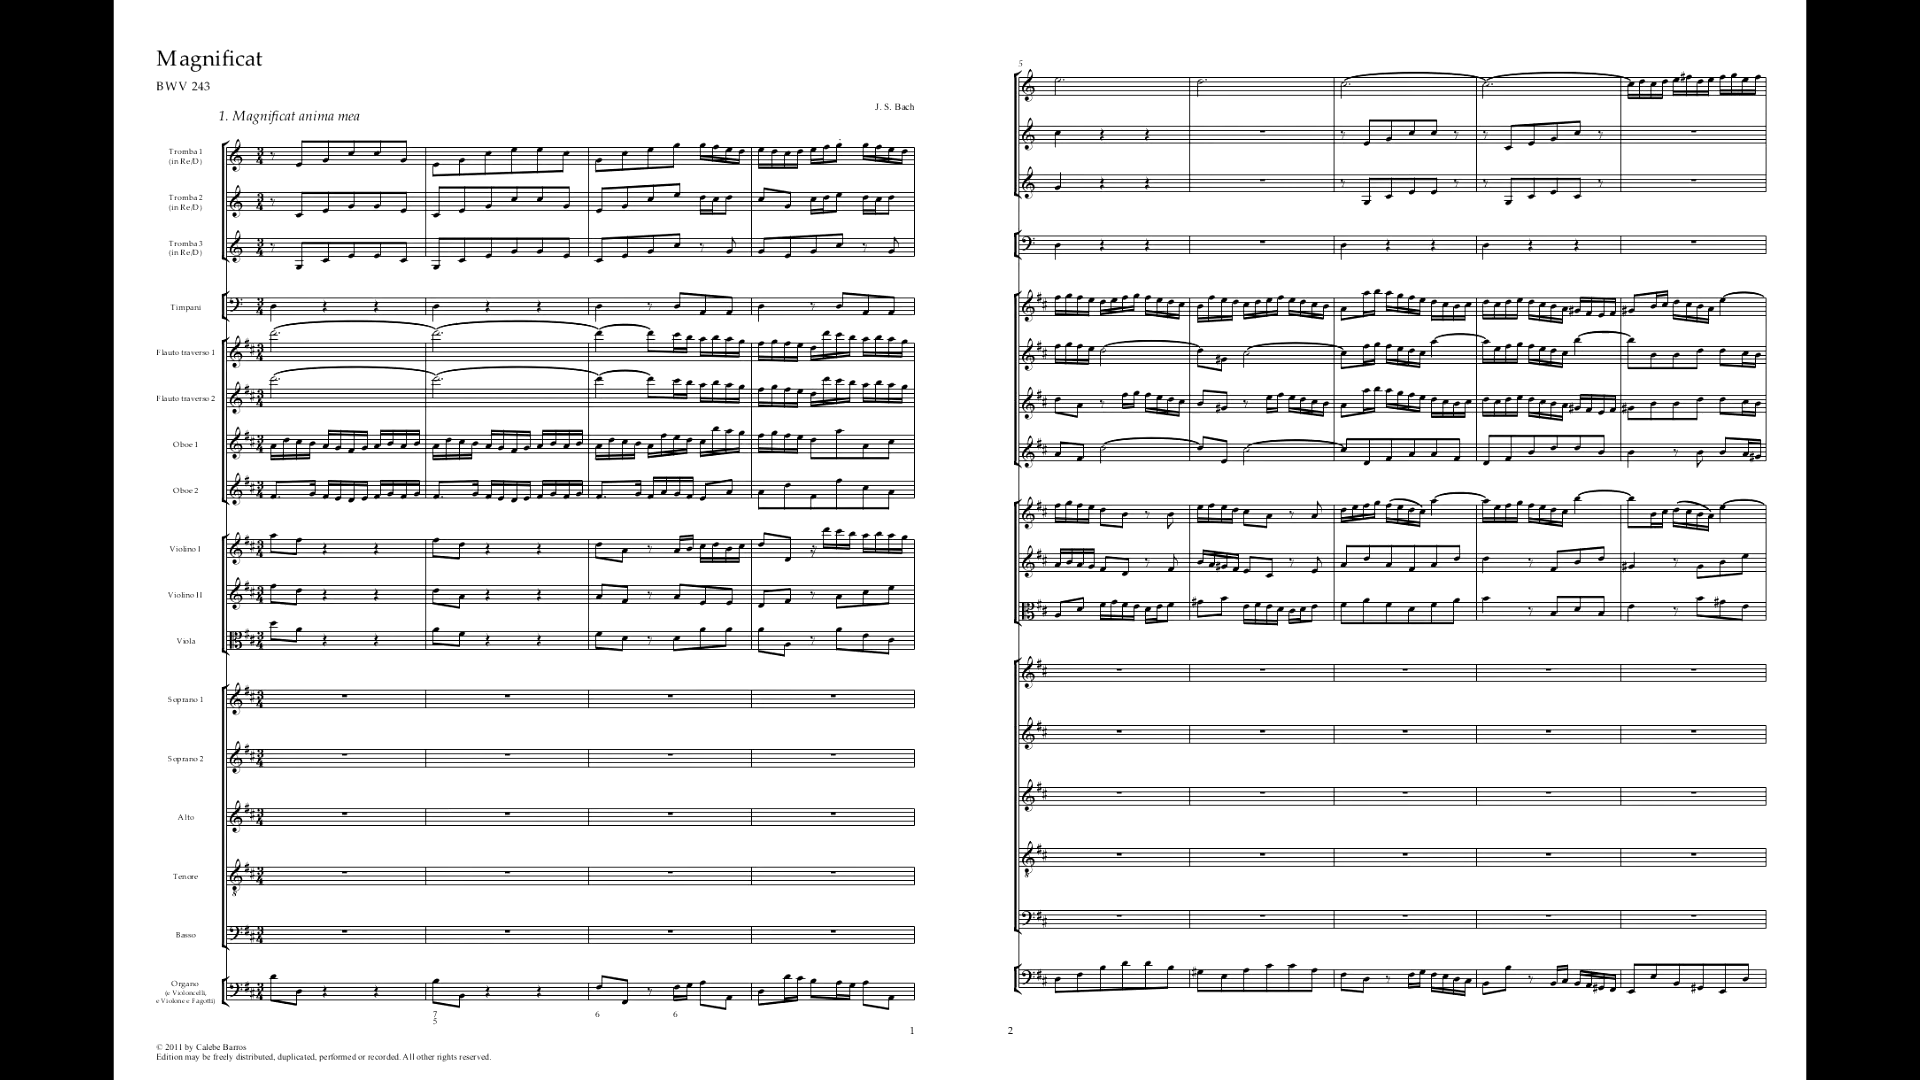 Magnificat
BWV 243
J. S. Bach
1. Magnificat anima mea
Tromba 1
(in Re/D)
Tromba 2
(in Re/D)
Tromba 3
(in Re/D)
Timpani
Flauto traverso 1
Flauto traverso 2
Oboe 1
Oboe 2
Violino I
Violino II
Viola
Soprano 1
Soprano 2
Alto
Tenore
Basso
Organo
(e Violoncelli,
e Violone e Fagotti)
7
5
6
6
1
© 2011 by Calebe Barros
Edition may be freely distributed, duplicated, performed or recorded. All other rights reserved.
5
2